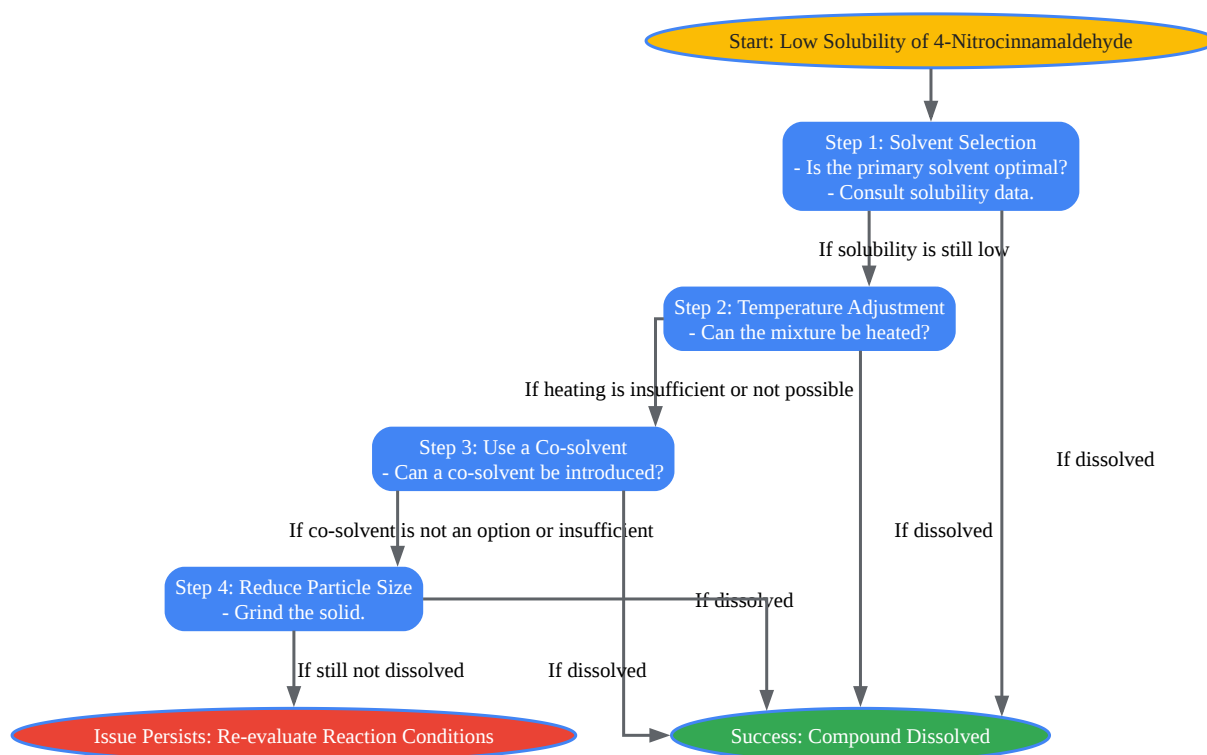 Start: Low Solubility of 4-Nitrocinnamaldehyde
Step 1: Solvent Selection
- Is the primary solvent optimal?
- Consult solubility data.
If solubility is still low
Step 2: Temperature Adjustment
- Can the mixture be heated?
If heating is insufficient or not possible
Step 3: Use a Co-solvent
- Can a co-solvent be introduced?
If dissolved
If co-solvent is not an option or insufficient
If dissolved
Step 4: Reduce Particle Size
- Grind the solid.
If dissolved
If still not dissolved
If dissolved
Issue Persists: Re-evaluate Reaction Conditions
Success: Compound Dissolved